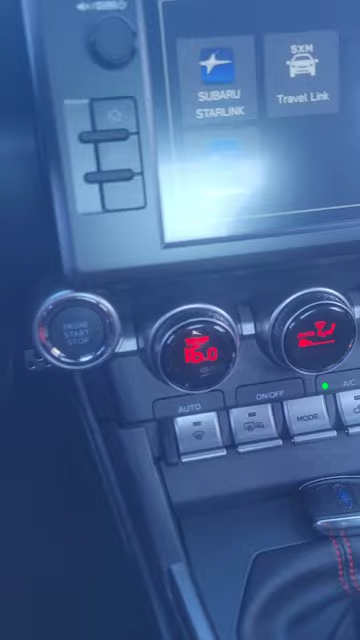 SUBARU
STARLINK
SXM
Travel Link
ENGINE
START
STOP
AUTO
ON/OFF
MODE
A/C